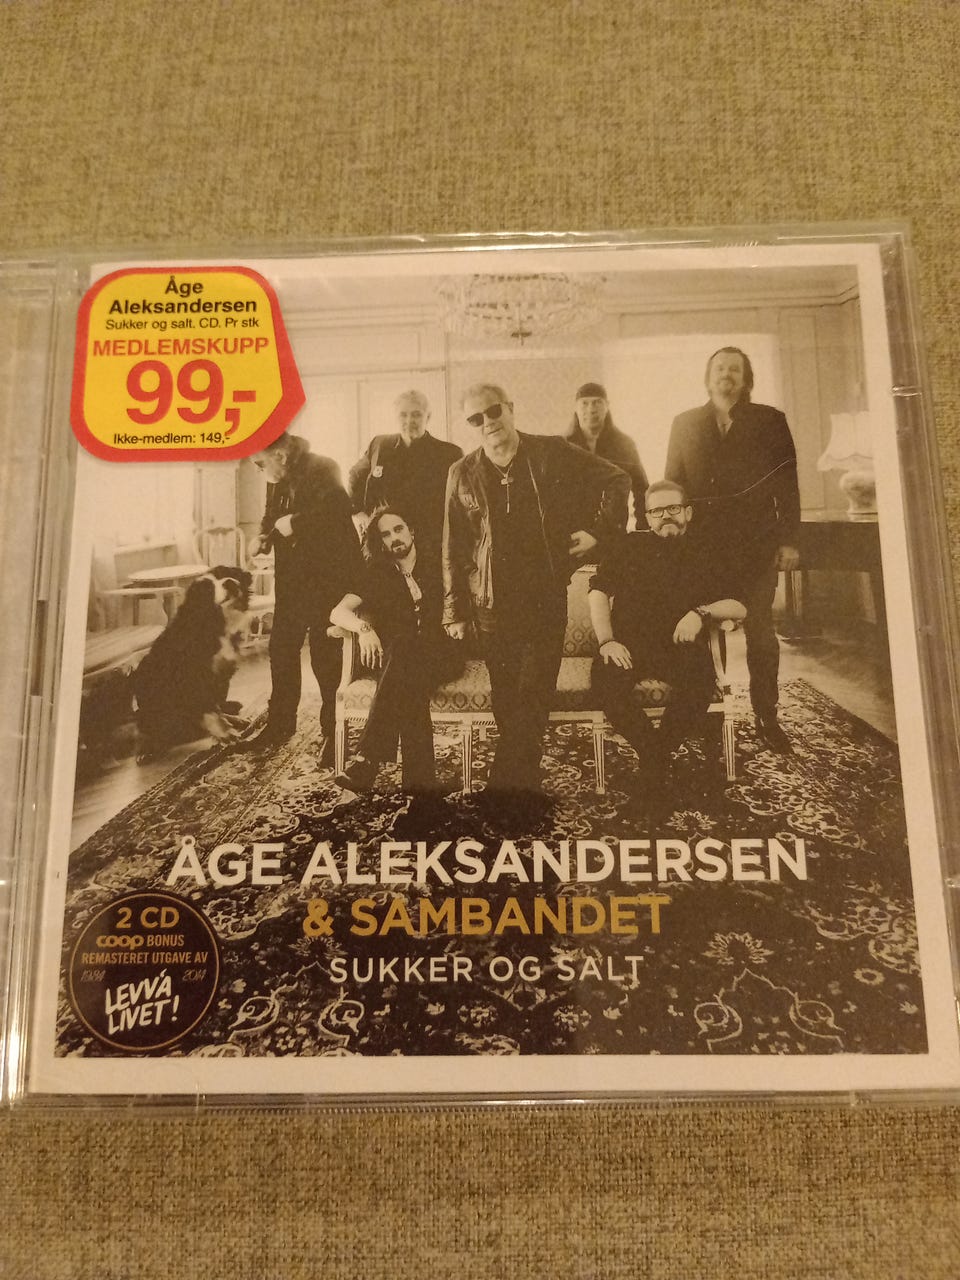 Åge
Aleksandersen
Sukker og salt. CD. Pr stk
MEDLEMSKUPP
99,-
Ikke-medlem: 149,-
ÅGE ALEKSANDERSEN
& SAMBANDET
SUKKER OG SALT
2 CD
coop BONUS
REMASTERET UTGAVE AV
1984 2014
LEVVA
LIVET!